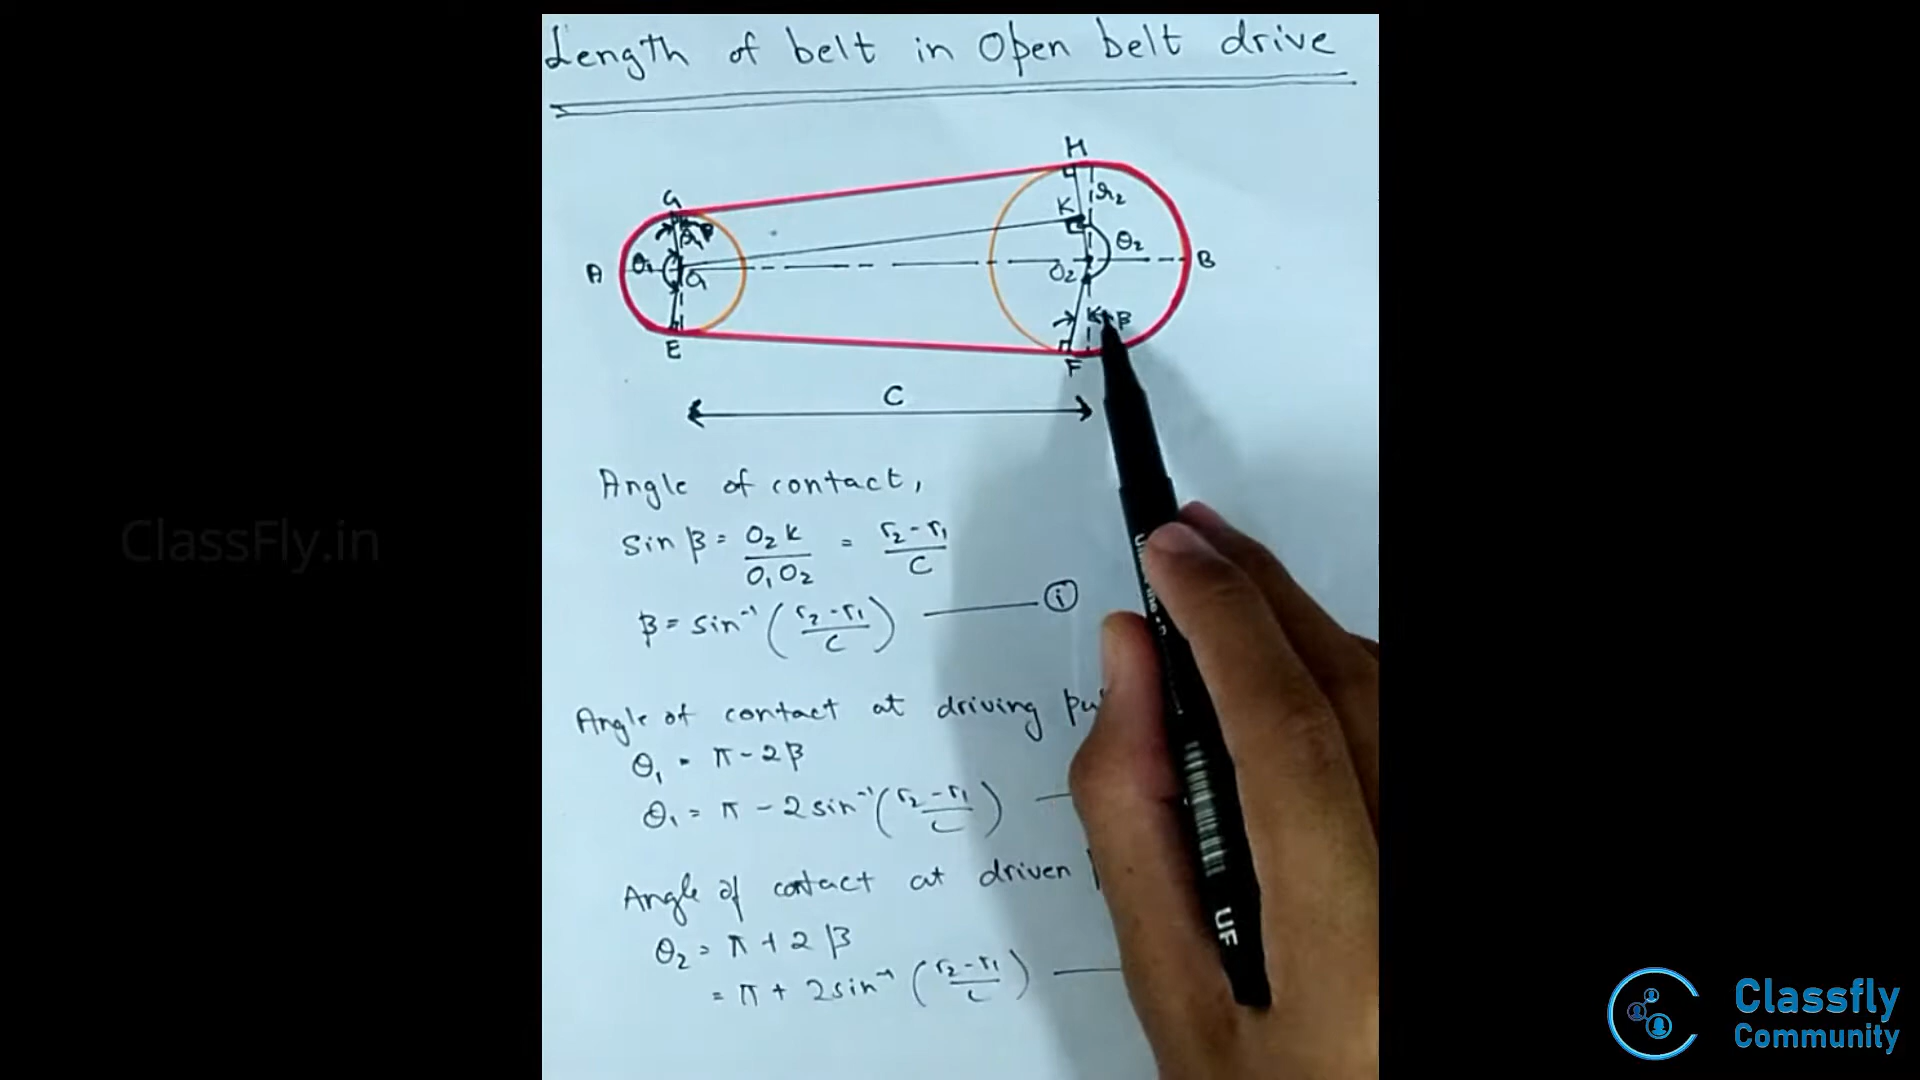 Length of belt in Open belt drive
H
G
r2
K
β
θ2
A
θ1
O2
B
β
E
F
C
Angle of contact,
sin β = O2K / O1O2 = r2 - r1 / C
β = sin⁻¹ (r2 - r1 / C) —— (i)
Angle of contact at driving
θ1 = π - 2β
θ1 = π - 2 sin⁻¹ (r2 - r1 / C)
Angle of contact at driven
θ2 = π + 2β
= π + 2 sin⁻¹ (r2 - r1 / C)
ClassFly.in
UF
Classfly
Community